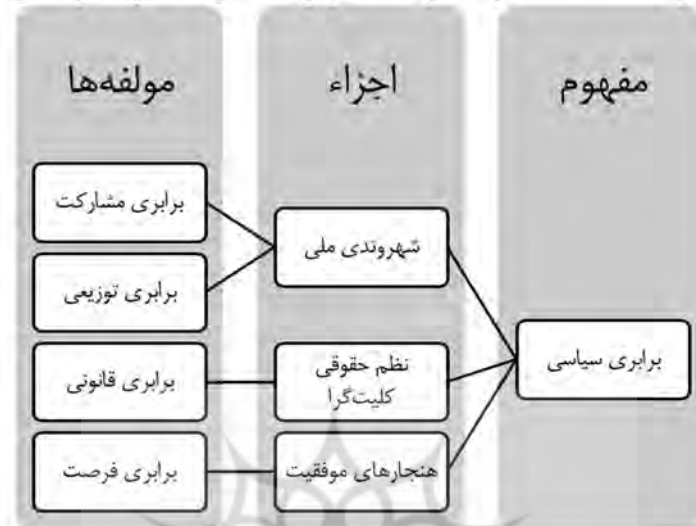 مفهوم
اجزاء
مولفه‌ها
برابری سیاسی
شهروندی ملی
نظم حقوقی
کلیت‌گرا
هنجارهای موفقیت
برابری مشارکت
برابری توزیعی
برابری قانونی
برابری فرصت